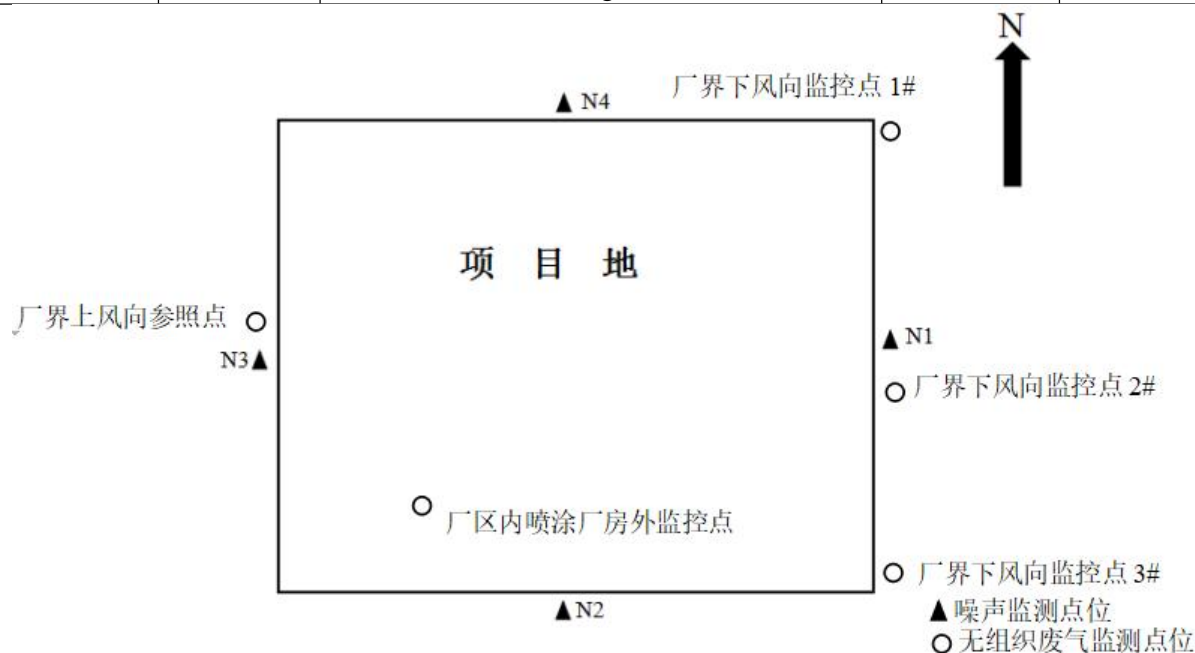 N
厂界下风向监控点 1#
N4
项 目 地
厂界上风向参照点
N3
N1
厂界下风向监控点 2#
厂区内喷涂厂房外监控点
厂界下风向监控点 3#
N2
噪声监测点位
无组织废气监测点位